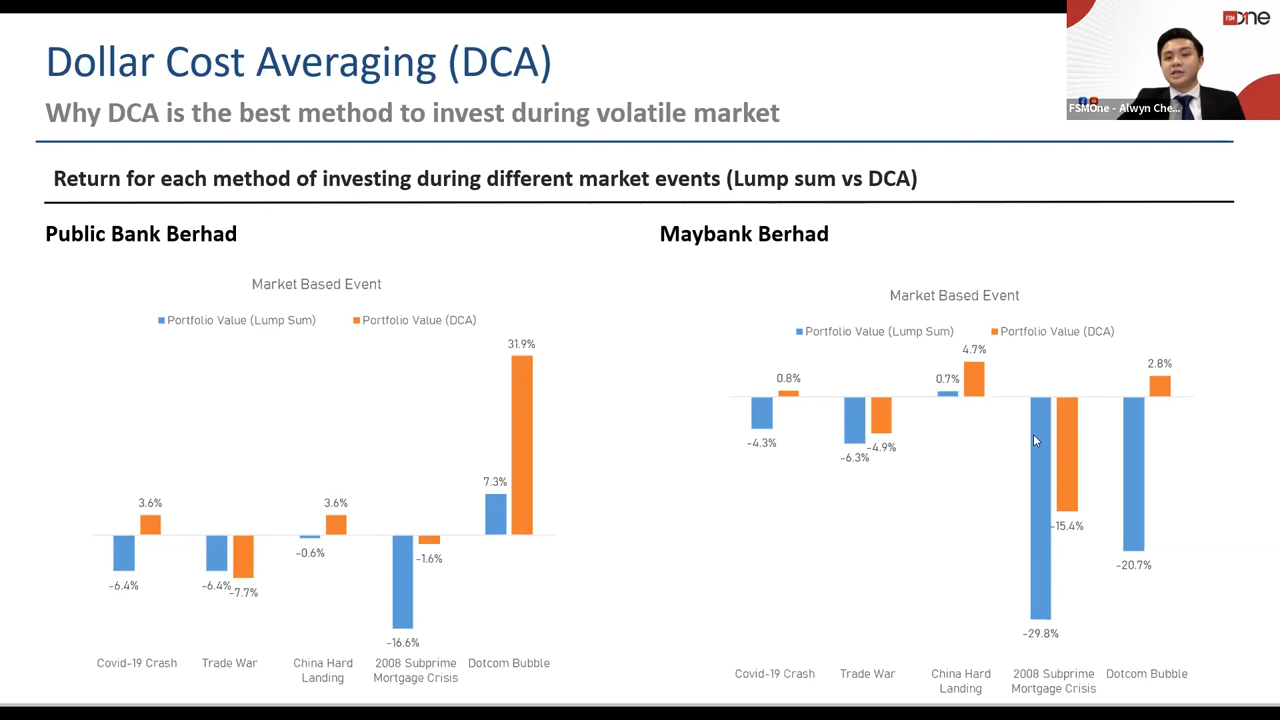 Dollar Cost Averaging (DCA)
Why DCA is the best method to invest during volatile market
FSM One
FSMOne - Alwyn Che...
Return for each method of investing during different market events (Lump sum vs DCA)
Public Bank Berhad
Market Based Event
Portfolio Value (Lump Sum) Portfolio Value (DCA)
31.9%
7.3%
3.6% 3.6%
-0.6% -1.6%
-6.4% -6.4% -7.7%
-16.6%
Covid-19 Crash Trade War China Hard Landing 2008 Subprime Mortgage Crisis Dotcom Bubble
Maybank Berhad
Market Based Event
Portfolio Value (Lump Sum) Portfolio Value (DCA)
4.7%
0.8% 0.7% 2.8%
-4.3% -6.3% -4.9%
-15.4%
-20.7%
-29.8%
Covid-19 Crash Trade War China Hard Landing 2008 Subprime Mortgage Crisis Dotcom Bubble